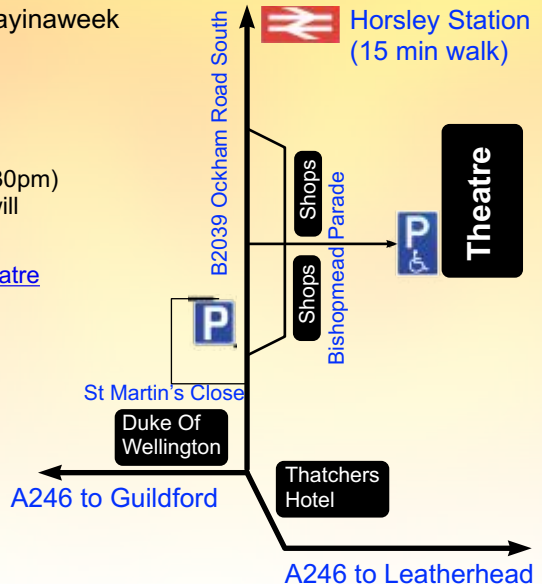 ayinaweek
Horsley Station
(15 min walk)
B2039 Ockham Road South
30pm)
vill
atre
Shops
Shops
Bishopmead Parade
P
Theatre
P
St Martin's Close
Duke Of
Wellington
Thatchers
Hotel
A246 to Guildford
A246 to Leatherhead